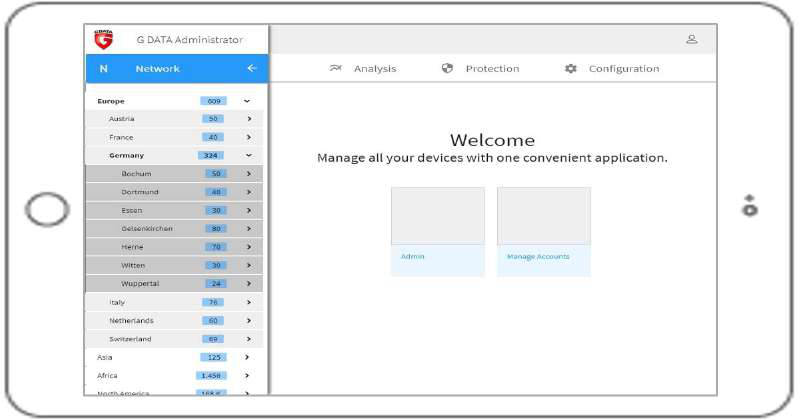 G DATA
G DATA Administrator
N Network
Analysis Protection Configuration
Europe 609
Austria 50
France 40
Germany 324
Bochum 50
Dortmund 40
Essen 30
Gelsenkirchen 80
Herne 70
Witten 30
Wuppertal 24
Italy 76
Netherlands 60
Switzerland 69
Asia 125
Africa 1.456
North America
Welcome
Manage all your devices with one convenient application.
Admin
Manage Accounts